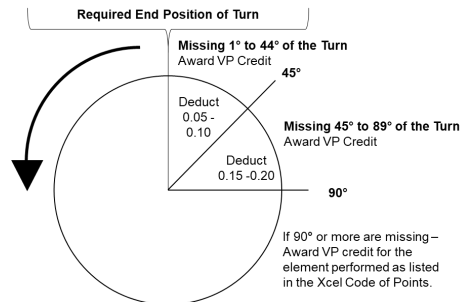 Required End Position of Turn
Missing 1° to 44° of the Turn
Award VP Credit
45°
Deduct
0.05 -
0.10
Missing 45° to 89° of the Turn
Award VP Credit
Deduct
0.15 -0.20
90°
If 90° or more are missing –
Award VP credit for the
element performed as listed
in the Xcel Code of Points.